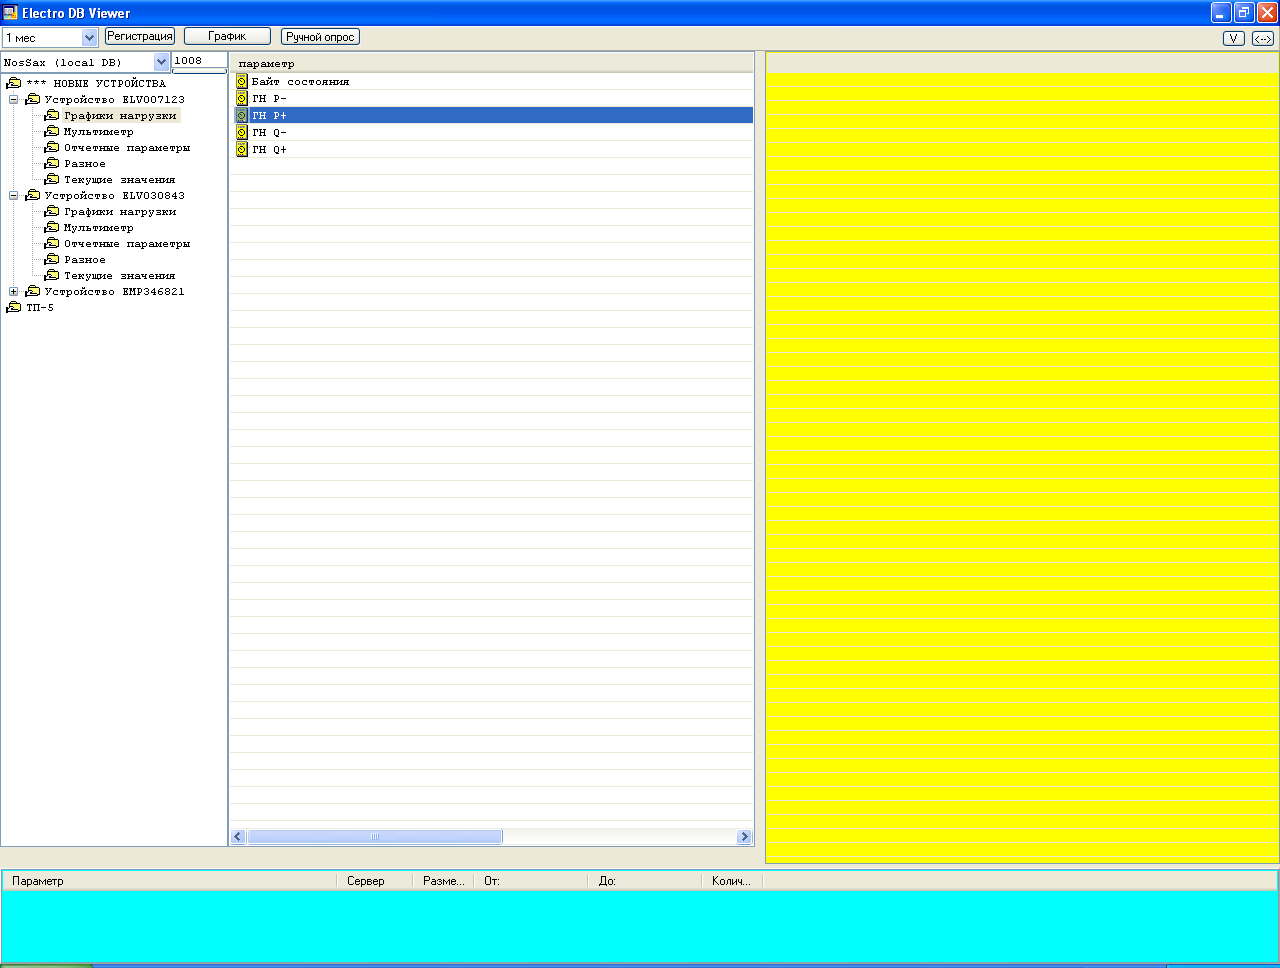 Electro DB Viewer
1 мес Регистрация График Ручной опрос V <-->
NosSax (local DB) 1008
*** НОВЫЕ УСТРОЙСТВА
Устройство ELV007123
Графики нагрузки
Мультиметр
Отчетные параметры
Разное
Текущие значения
Устройство ELV030843
Графики нагрузки
Мультиметр
Отчетные параметры
Разное
Текущие значения
Устройство EMP346821
ТП-5
параметр
Байт состояния
ГН P-
ГН P+
ГН Q-
ГН Q+
Параметр Сервер Разме... От: До: Колич...